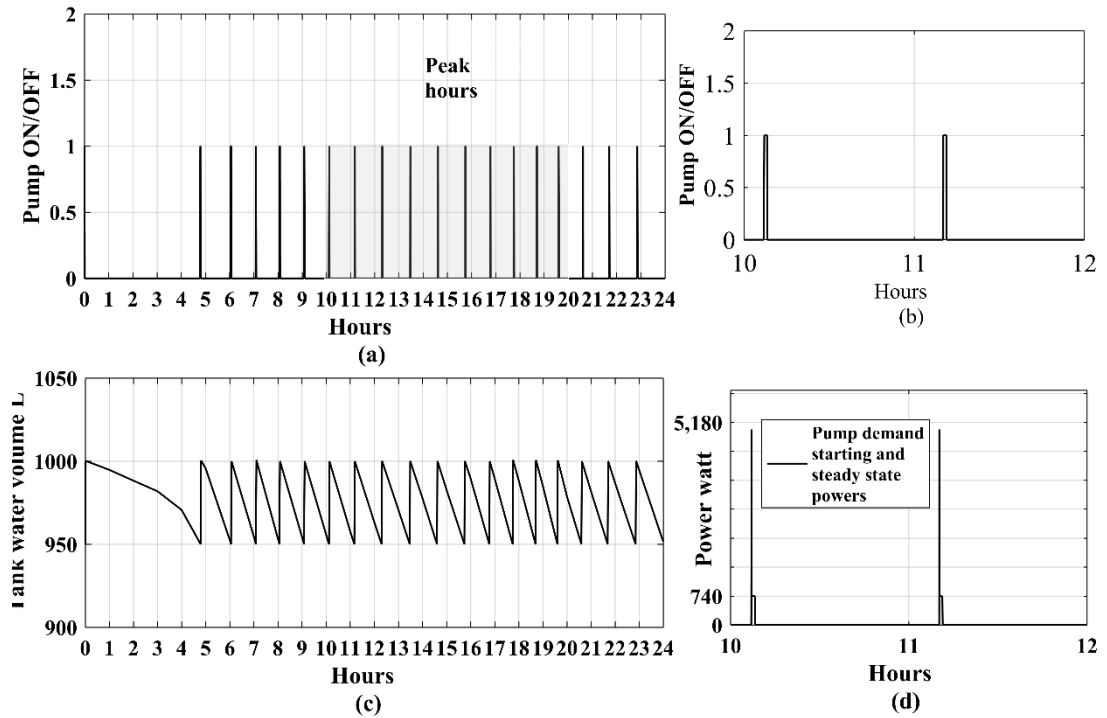 2
1.5
1
0.5
0
Pump ON/OFF
Peak
hours
0 1 2 3 4 5 6 7 8 9 10 11 12 13 14 15 16 17 18 19 20 21 22 23 24
Hours
(a)
2
1.5
1
0.5
0
Pump ON/OFF
10 11 12
Hours
(b)
1050
1000
950
900
Tank water volume L
0 1 2 3 4 5 6 7 8 9 10 11 12 13 14 15 16 17 18 19 20 21 22 23 24
Hours
(c)
5,180
740
0
Power watt
Pump demand
starting and
steady state
powers
10 11 12
Hours
(d)